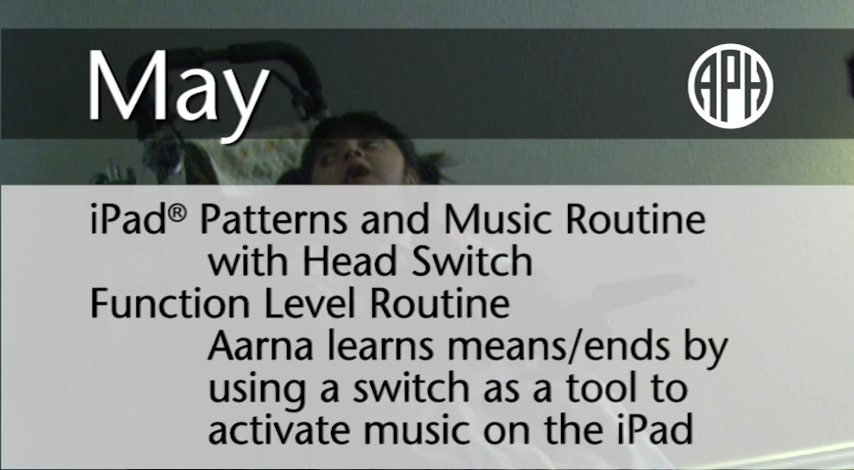 May
APH
iPad® Patterns and Music Routine
with Head Switch
Function Level Routine
Aarna learns means/ends by
using a switch as a tool to
activate music on the iPad